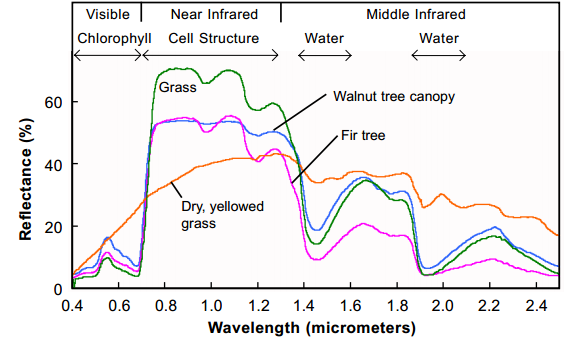 Visible Near Infrared Middle Infrared
Chlorophyll Cell Structure Water Water
Grass
Walnut tree canopy
Fir tree
Dry, yellowed
grass
Reflectance (%)
60
40
20
0
0.4 0.6 0.8 1.0 1.2 1.4 1.6 1.8 2.0 2.2 2.4
Wavelength (micrometers)